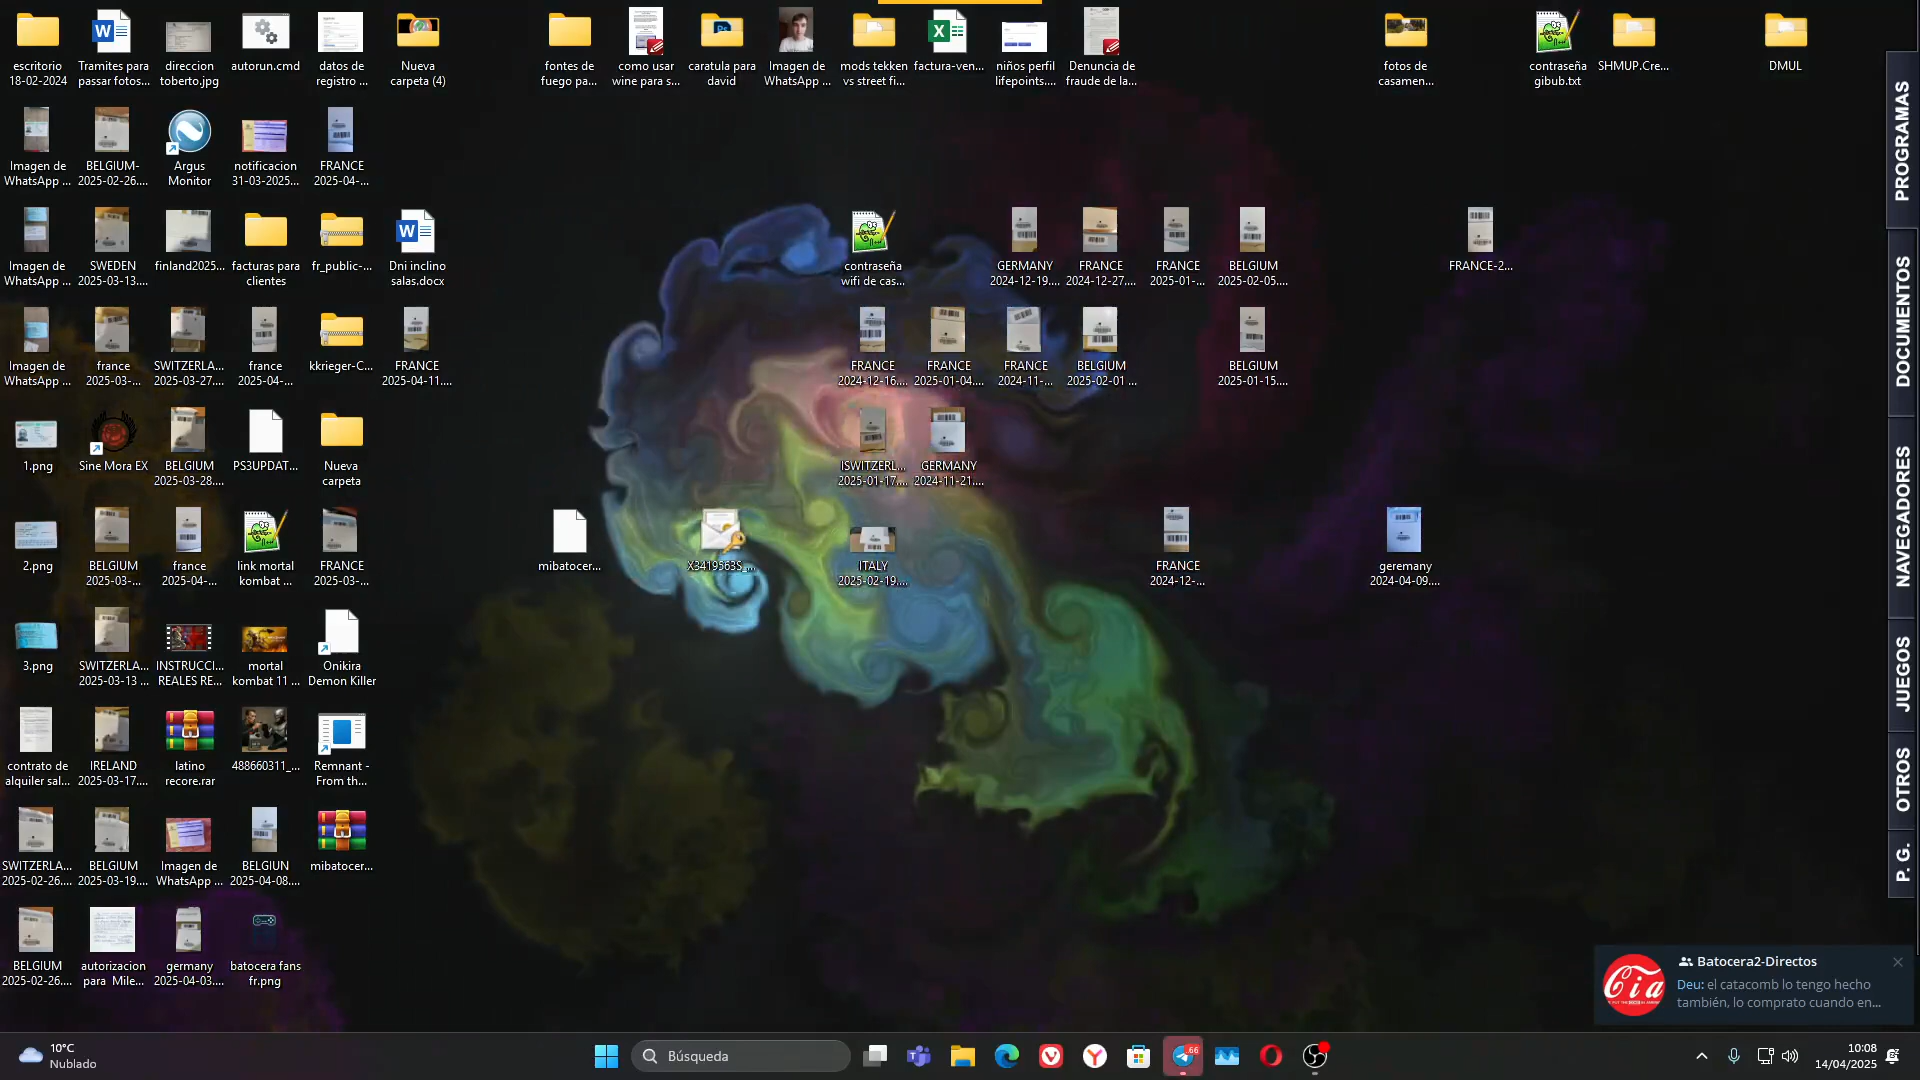 escritorio
18-02-2024
Tramites para
passar fotos...
direccion
toberto.jpg
autorun.cmd
datos de
registro ...
Nueva
carpeta (4)
fontes de
fuego pa...
como usar
wine para s...
caratula para
david
Imagen de
WhatsApp ...
mods tekken
vs street fi...
factura-ven...
niños perfil
lifepoints....
Denuncia de
fraude de la...
fotos de
casamen...
contraseña
gibub.txt
SHMUP.Cre...
DMUL
Imagen de
WhatsApp ...
BELGIUM-
2025-02-26....
Argus
Monitor
notificacion
31-03-2025...
FRANCE
2025-04-...
Imagen de
WhatsApp ...
SWEDEN
2025-03-13....
finland2025...
facturas para
clientes
fr_public-...
Dni inclino
salas.docx
contraseña
wifi de cas...
GERMANY
2024-12-19....
FRANCE
2024-12-27....
FRANCE
2025-01-...
BELGIUM
2025-02-05....
FRANCE-2...
Imagen de
WhatsApp ...
france
2025-03-...
SWITZERLA...
2025-03-27....
france
2025-04-...
kkrieger-C...
FRANCE
2025-04-11....
FRANCE
2024-12-16....
FRANCE
2025-01-04....
FRANCE
2024-11-...
BELGIUM
2025-02-01 ...
BELGIUM
2025-01-15....
1.png
Sine Mora EX
BELGIUM
2025-03-28....
PS3UPDAT...
Nueva
carpeta
ISWITZERL...
2025-01-17....
GERMANY
2024-11-21....
2.png
BELGIUM
2025-03-...
france
2025-04-...
link mortal
kombat ...
FRANCE
2025-03-...
mibatocer...
X3419563S_...
ITALY
2025-02-19....
FRANCE
2024-12-...
geremany
2024-04-09....
3.png
SWITZERLA...
2025-03-13 ...
INSTRUCCI...
REALES RE...
mortal
kombat 11 ...
Onikira
Demon Killer
contrato de
alquiler sal...
IRELAND
2025-03-17....
latino
recore.rar
488660311_...
Remnant -
From th...
SWITZERLA...
2025-02-26....
BELGIUM
2025-03-19....
Imagen de
WhatsApp ...
BELGIUN
2025-04-08....
mibatocer...
BELGIUM
2025-02-26....
autorizacion
para Mile...
germany
2025-04-03....
batocera fans
fr.png
PROGRAMAS
DOCUMENTOS
NAVEGADORES
JUEGOS
OTROS
P. G.
Cia
Batocera2-Directos
Deu: el catacomb lo tengo hecho
también, lo comprato cuando en...
10°C
Nublado
Búsqueda
66
10:08
14/04/2025